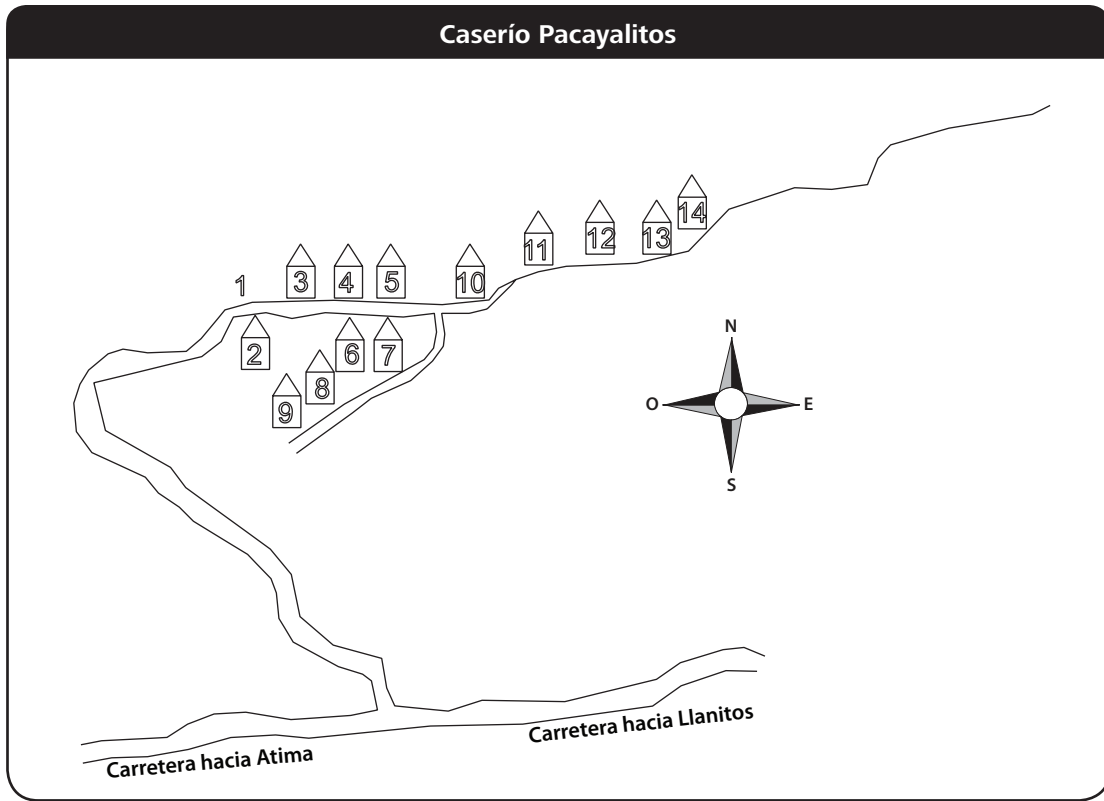 Caserío Pacayalitos
14
11
12
13
1
3
4
5
10
2
6
7
8
9
N
O
E
S
Carretera hacia Llanitos
Carretera hacia Atima